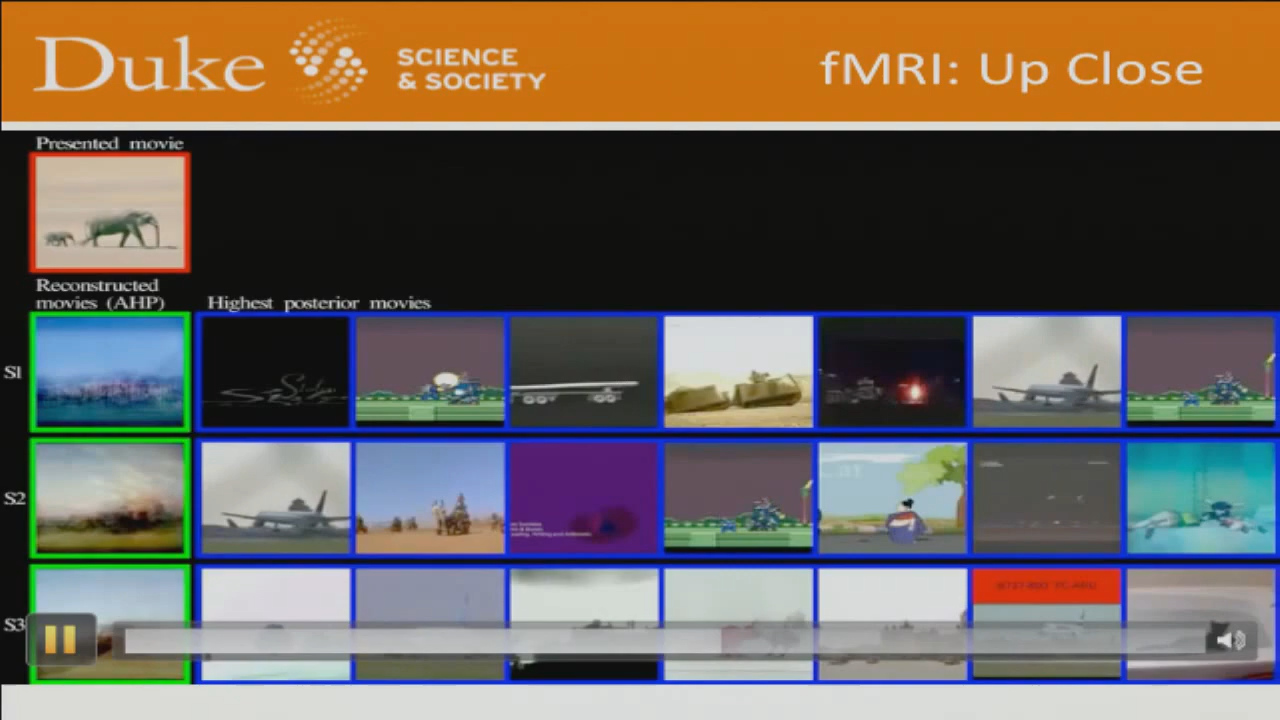 Duke
SCIENCE
& SOCIETY
fMRI: Up Close
Presented movie
Reconstructed
movies (AHP)
Highest posterior movies
S1
S2
S3